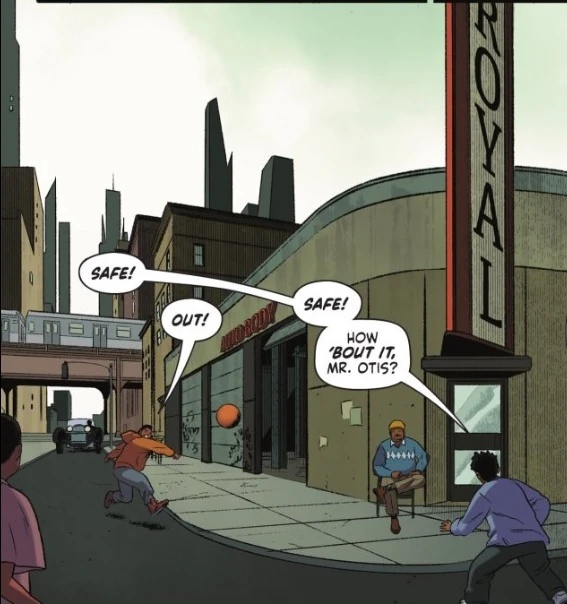 ROYAL
SAFE!
SAFE!
OUT!
HOW
'BOUT IT,
MR. OTIS?
AUTO BODY